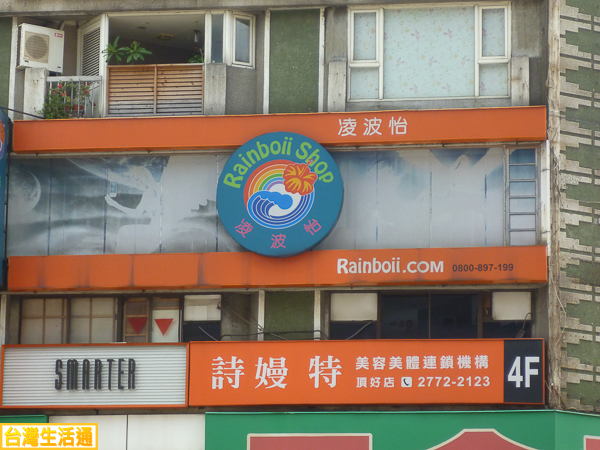 凌波怡
Rainboii Shop
凌波怡
RAINBOII.COM 0800-897-199
SMARTER
詩嫚特
美容美體連鎖機構
頂好店 2772-2123
4F
台灣生活通